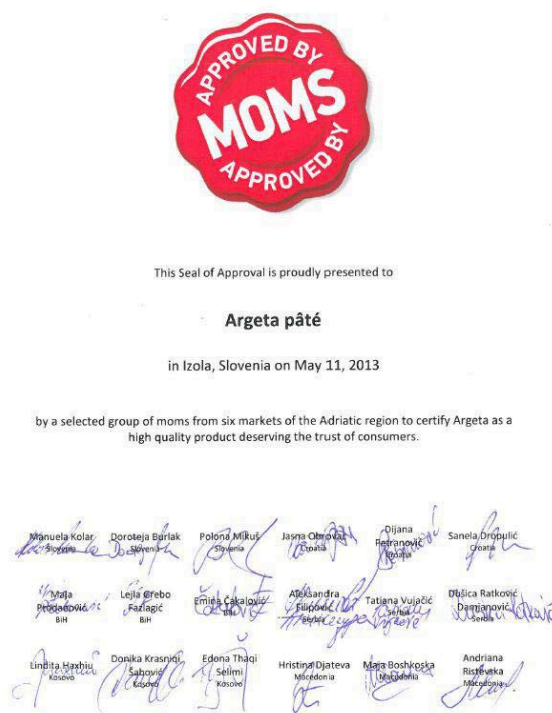 APPROVED BY
MOMS
APPROVED BY
This Seal of Approval is proudly presented to
Argeta pâté
in Izola, Slovenia on May 11, 2013
by a selected group of moms from six markets of the Adriatic region to certify Argeta as a
high quality product deserving the trust of consumers.
Manuela Kolar
Slovenia
Doroteja Burlak
Slovenia
Polona Mikuš
Slovenia
Jasna Obrovac
Croatia
Dijana
Petranović
Croatia
Sanela Dropulić
Croatia
Maja
Prodanović
BiH
Lejla Grebo
Fazlagić
BiH
Emina Čakalović
BiH
Aleksandra
Filipović
Serbia
Tatjana Vujačić
Serbia
Dušica Ratković
Damjanović
Serbia
Lindita Haxhiu
Kosovo
Donika Krasniqi
Šabović
Kosovo
Edona Thaqi
Selimi
Kosovo
Hristina Djateva
Macedonia
Maja Boshkoska
Macedonia
Andriana
Ristevska
Macedonia